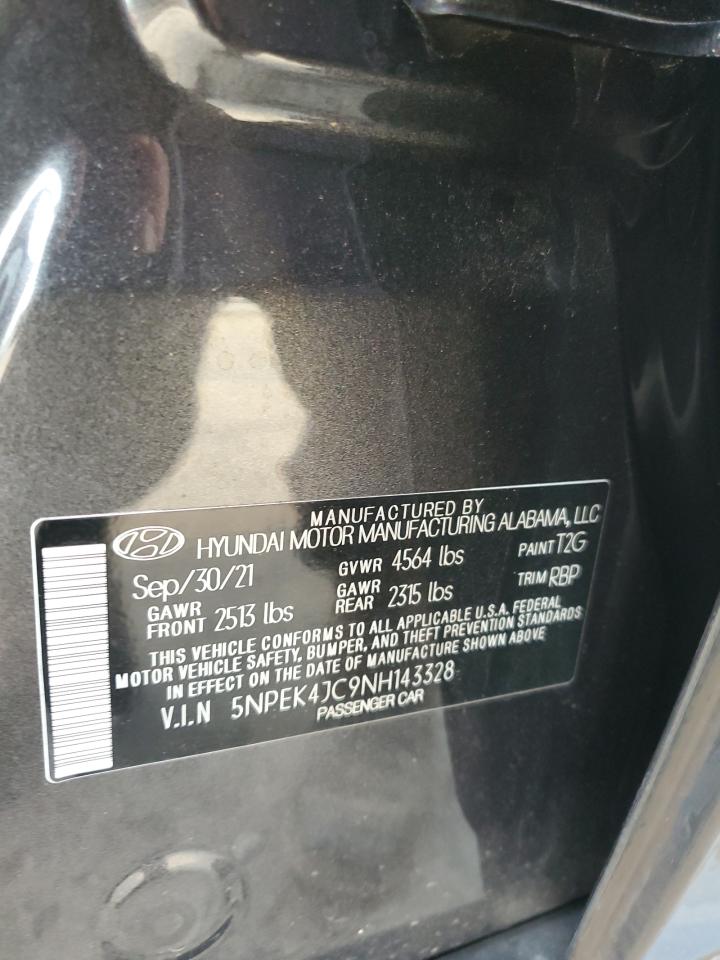 MANUFACTURED BY
HYUNDAI MOTOR MANUFACTURING ALABAMA, LLC
Sep/30/21 GVWR 4564 lbs PAINT T2G
GAWR FRONT 2513 lbs GAWR REAR 2315 lbs TRIM RBP
THIS VEHICLE CONFORMS TO ALL APPLICABLE U.S.A. FEDERAL
MOTOR VEHICLE SAFETY, BUMPER, AND THEFT PREVENTION STANDARDS
IN EFFECT ON THE DATE OF MANUFACTURE SHOWN ABOVE
V.I.N 5NPEK4JC9NH143328
PASSENGER CAR